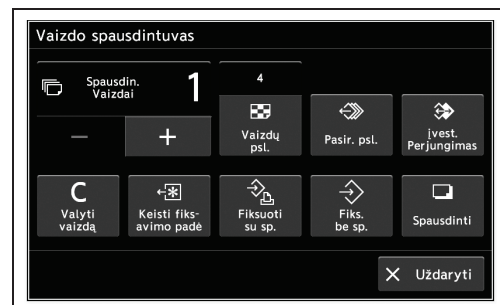 Vaizdo spausdintuvas
Spausdin.
Vaizdai
1
4
Vaizdų
psl.
Pasir. psl.
įvest.
Perjungimas
C
Valyti
vaizdą
Keisti fiks-
avimo padė
Fiksuoti
su sp.
Fiks.
be sp.
Spausdinti
Uždaryti